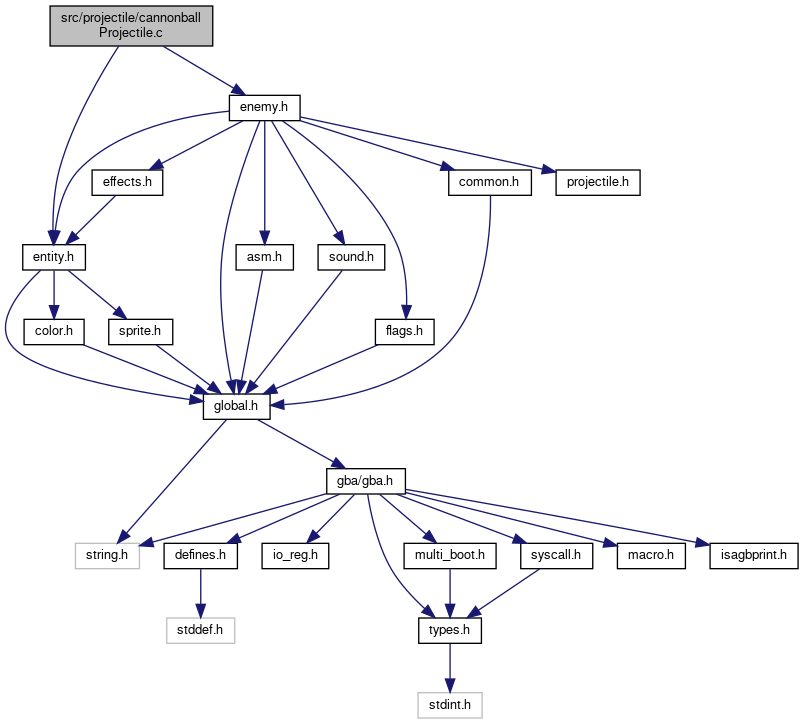 src/projectile/cannonball
Projectile.c
enemy.h
effects.h
common.h
projectile.h
entity.h
asm.h
sound.h
color.h
sprite.h
flags.h
global.h
gba/gba.h
string.h
defines.h
io_reg.h
multi_boot.h
syscall.h
macro.h
isagbprint.h
stddef.h
types.h
stdint.h